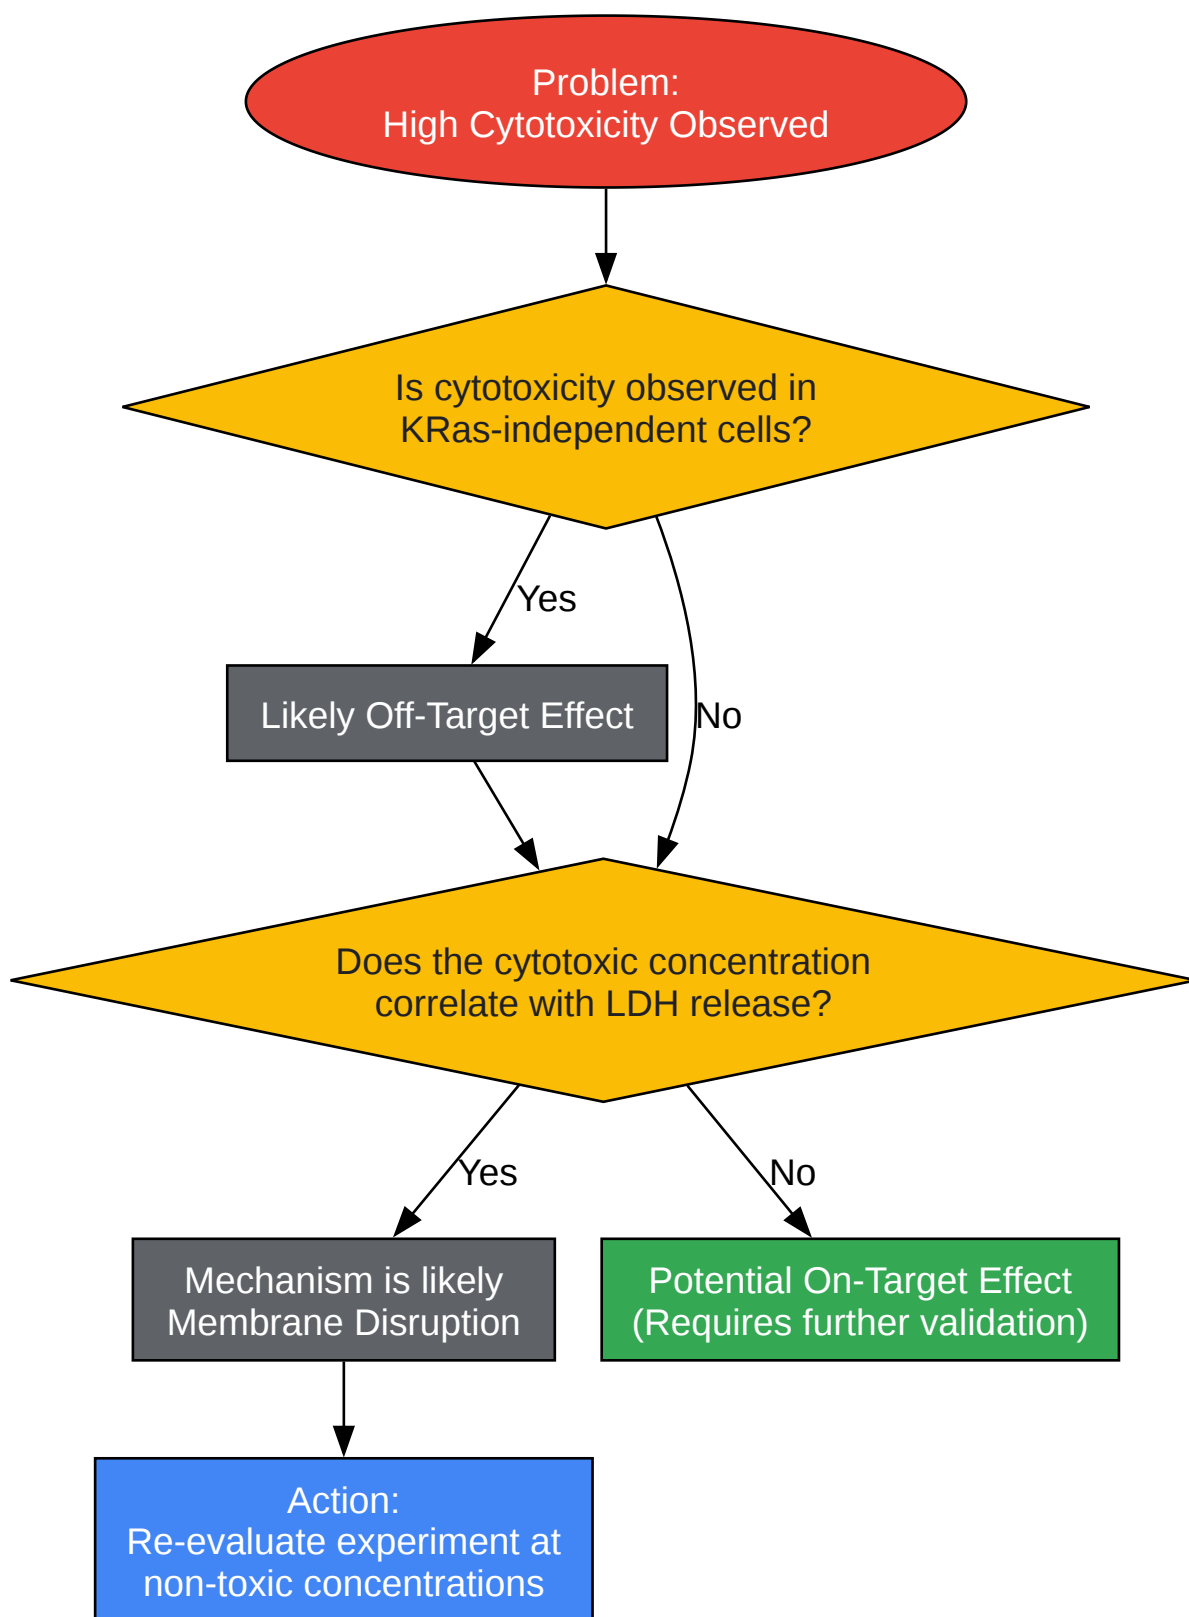 Problem:
High Cytotoxicity Observed
Is cytotoxicity observed in
KRas-independent cells?
Yes
Likely Off-Target Effect
No
Does the cytotoxic concentration
correlate with LDH release?
Yes
No
Mechanism is likely
Membrane Disruption
Potential On-Target Effect
(Requires further validation)
Action:
Re-evaluate experiment at
non-toxic concentrations